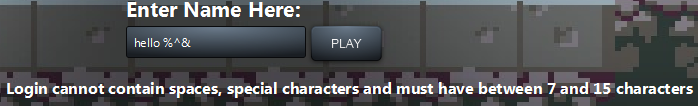 Enter Name Here:
hello %^&
PLAY
Login cannot contain spaces, special characters and must have between 7 and 15 characters